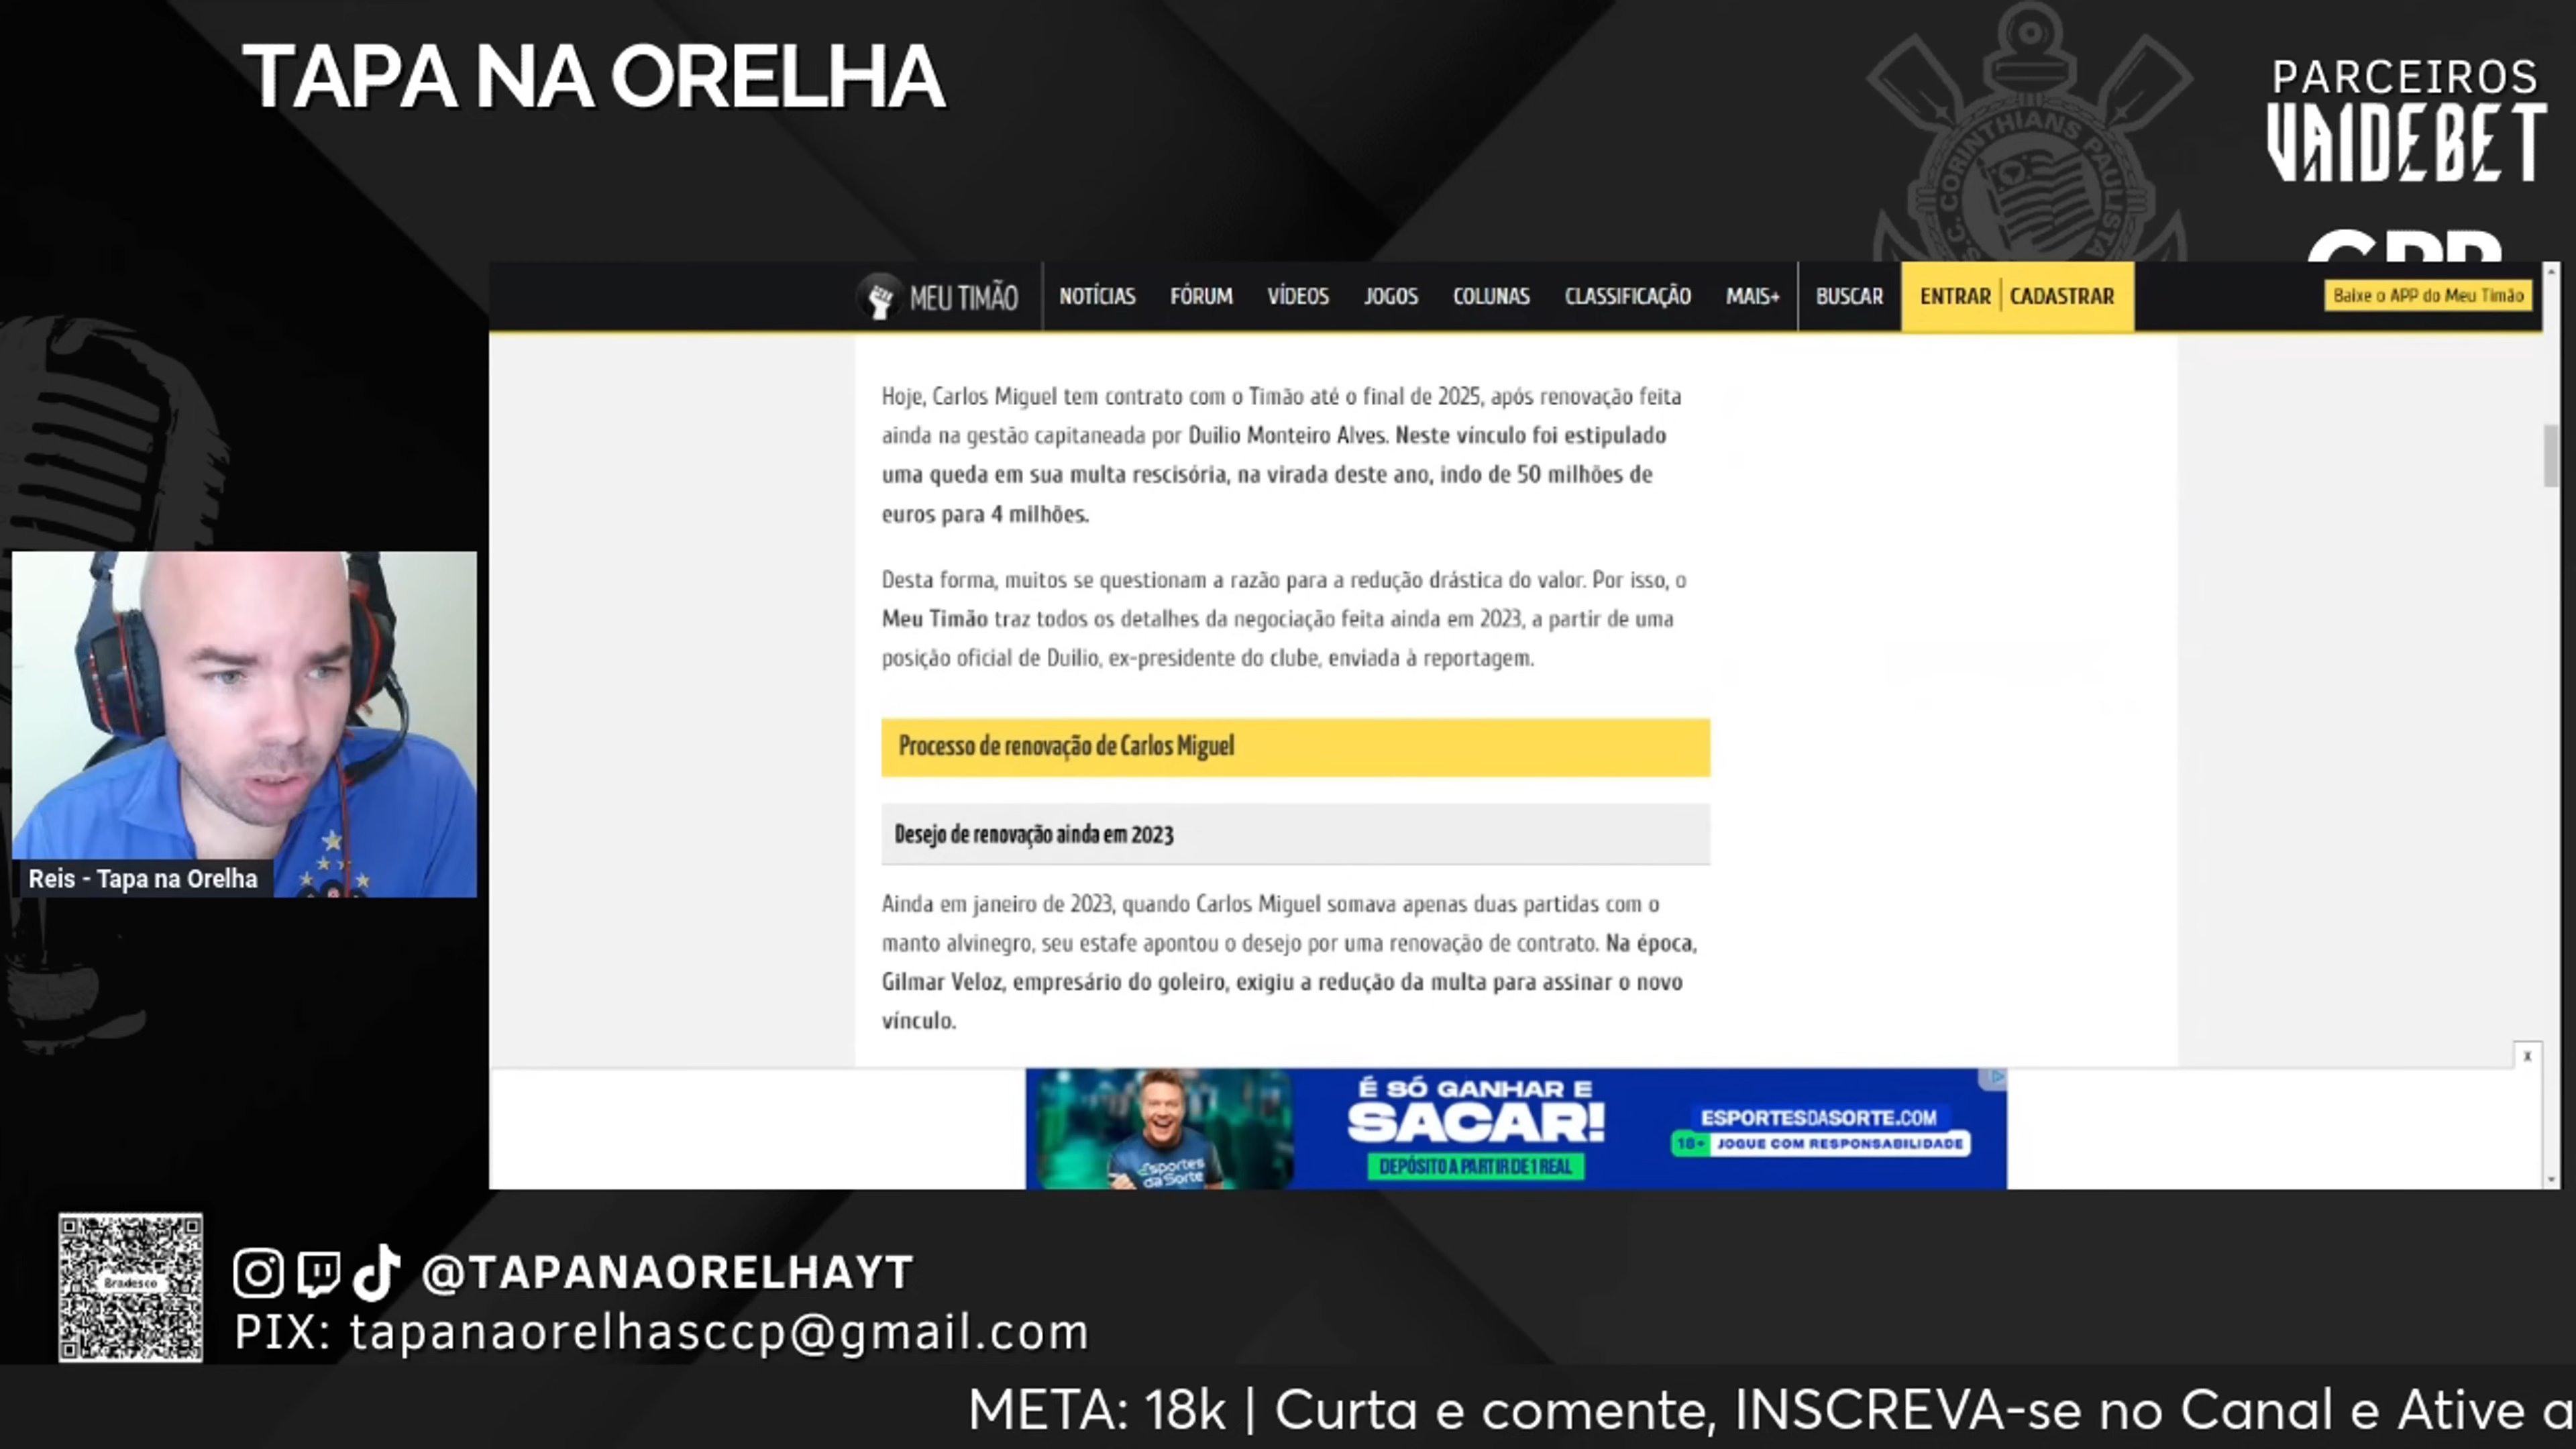 TAPA NA ORELHA
PARCEIROS
VAIDEBET
S.C. CORINTHIANS PAULISTA
MEU TIMÃO
NOTÍCIAS
FÓRUM
VÍDEOS
JOGOS
COLUNAS
CLASSIFICAÇÃO
MAIS+
BUSCAR
ENTRAR
CADASTRAR
Baixe o APP do Meu Timão
Hoje, Carlos Miguel tem contrato com o Timão até o final de 2025, após renovação feita
ainda na gestão capitaneada por Duilio Monteiro Alves. Neste vínculo foi estipulado
uma queda em sua multa rescisória, na virada deste ano, indo de 50 milhões de
euros para 4 milhões.
Desta forma, muitos se questionam a razão para a redução drástica do valor. Por isso, o
Meu Timão traz todos os detalhes da negociação feita ainda em 2023, a partir de uma
posição oficial de Duilio, ex-presidente do clube, enviada à reportagem.
Processo de renovação de Carlos Miguel
Desejo de renovação ainda em 2023
Ainda em janeiro de 2023, quando Carlos Miguel somava apenas duas partidas com o
manto alvinegro, seu estafe apontou o desejo por uma renovação de contrato. Na época,
Gilmar Veloz, empresário do goleiro, exigiu a redução da multa para assinar o novo
vínculo.
Reis - Tapa na Orelha
x
Esportes
da Sorte
É SÓ GANHAR E
SACAR!
DEPÓSITO A PARTIR DE 1 REAL
ESPORTESDASORTE.COM
18+ JOGUE COM RESPONSABILIDADE
Bradesco
@TAPANAORELHAYT
PIX: tapanaorelhasccp@gmail.com
META: 18k | Curta e comente, INSCREVA-se no Canal e Ative a